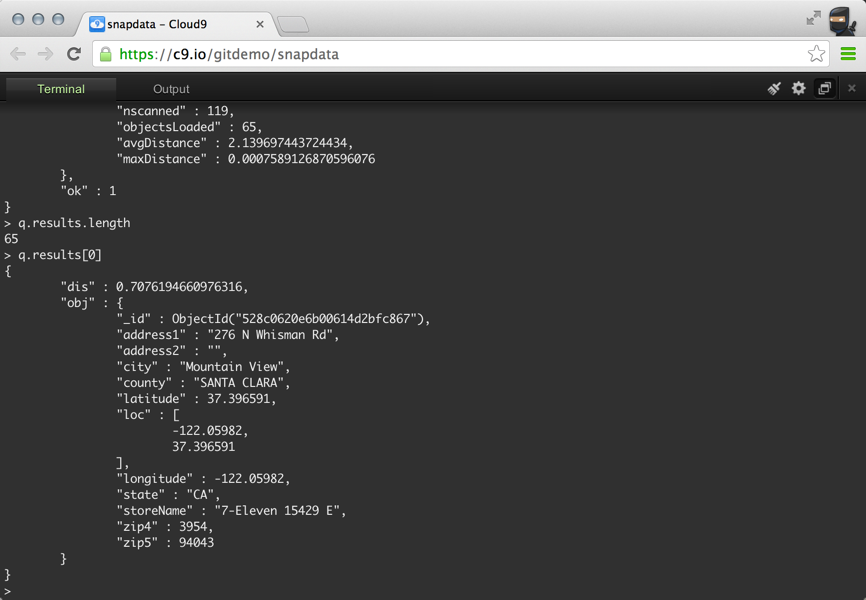 snapdata – Cloud9
https://c9.io/gitdemo/snapdata
Terminal Output
"nscanned" : 119,
"objectsLoaded" : 65,
"avgDistance" : 2.139697443724434,
"maxDistance" : 0.0007589126870596076
},
"ok" : 1
}
> q.results.length
65
> q.results[0]
{
"dis" : 0.7076194660976316,
"obj" : {
"_id" : ObjectId("528c0620e6b00614d2bfc867"),
"address1" : "276 N Whisman Rd",
"address2" : "",
"city" : "Mountain View",
"county" : "SANTA CLARA",
"latitude" : 37.396591,
"loc" : [
-122.05982,
37.396591
],
"longitude" : -122.05982,
"state" : "CA",
"storeName" : "7-Eleven 15429 E",
"zip4" : 3954,
"zip5" : 94043
}
}
>